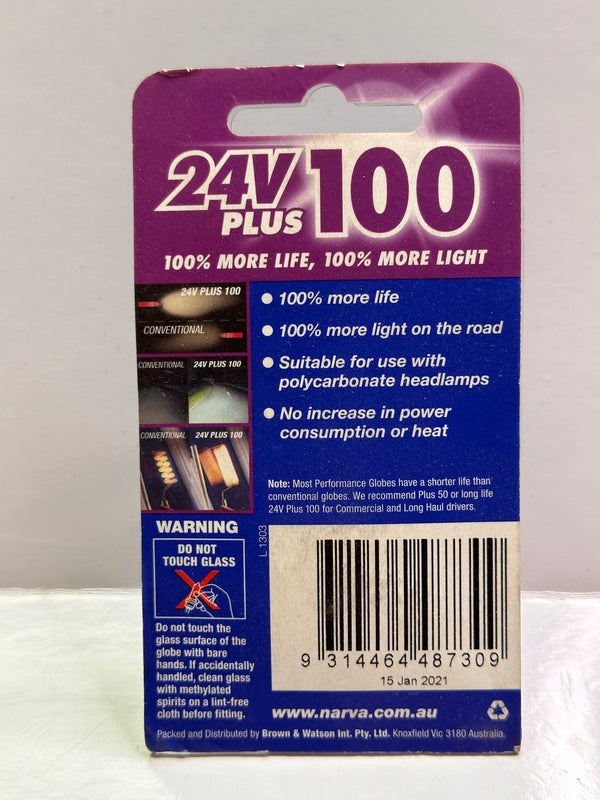 24V PLUS 100
100% MORE LIFE, 100% MORE LIGHT
24V PLUS 100
CONVENTIONAL
CONVENTIONAL 24V PLUS 100
CONVENTIONAL 24V PLUS 100
100% more life
100% more light on the road
Suitable for use with
polycarbonate headlamps
No increase in power
consumption or heat
Note: Most Performance Globes have a shorter life than
conventional globes. We recommend Plus 50 or long life
24V Plus 100 for Commercial and Long Haul drivers.
WARNING
DO NOT
TOUCH GLASS
Do not touch the
glass surface of the
globe with bare
hands. If accidentally
handled, clean glass
with methylated
spirits on a lint-free
cloth before fitting.
L 1303
9 314464 487309
15 Jan 2021
www.narva.com.au
Packed and Distributed by Brown & Watson Int. Pty. Ltd. Knoxfield Vic 3180 Australia.